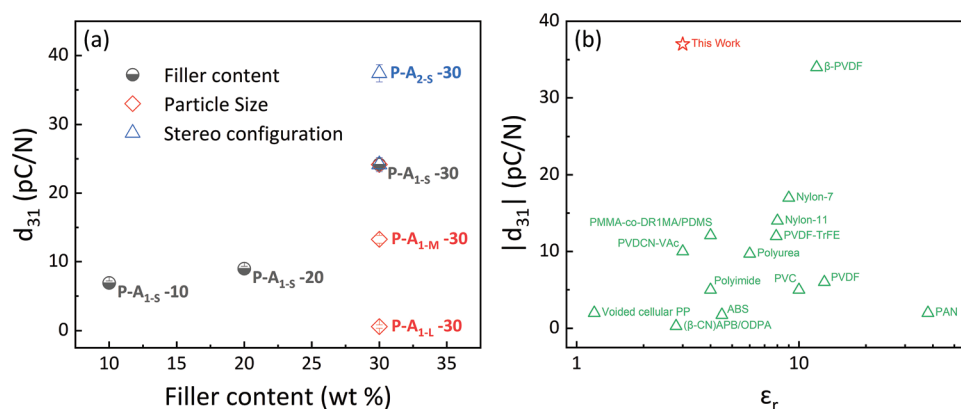 (a)
40
30
20
10
0
10
15
20
25
30
35
d31 (pC/N)
Filler content (wt %)
Filler content
Particle Size
Stereo configuration
P-A2-S -30
P-A1-S -30
P-A1-M -30
P-A1-S -10
P-A1-S -20
P-A1-L -30
(b)
40
30
20
10
0
1
10
|d31| (pC/N)
εr
This Work
β-PVDF
Nylon-7
Nylon-11
PMMA-co-DR1MA/PDMS
PVDF-TrFE
PVDCN-VAc
Polyurea
Polyimide
PVC
PVDF
Voided cellular PP
ABS
(β-CN)APB/ODPA
PAN